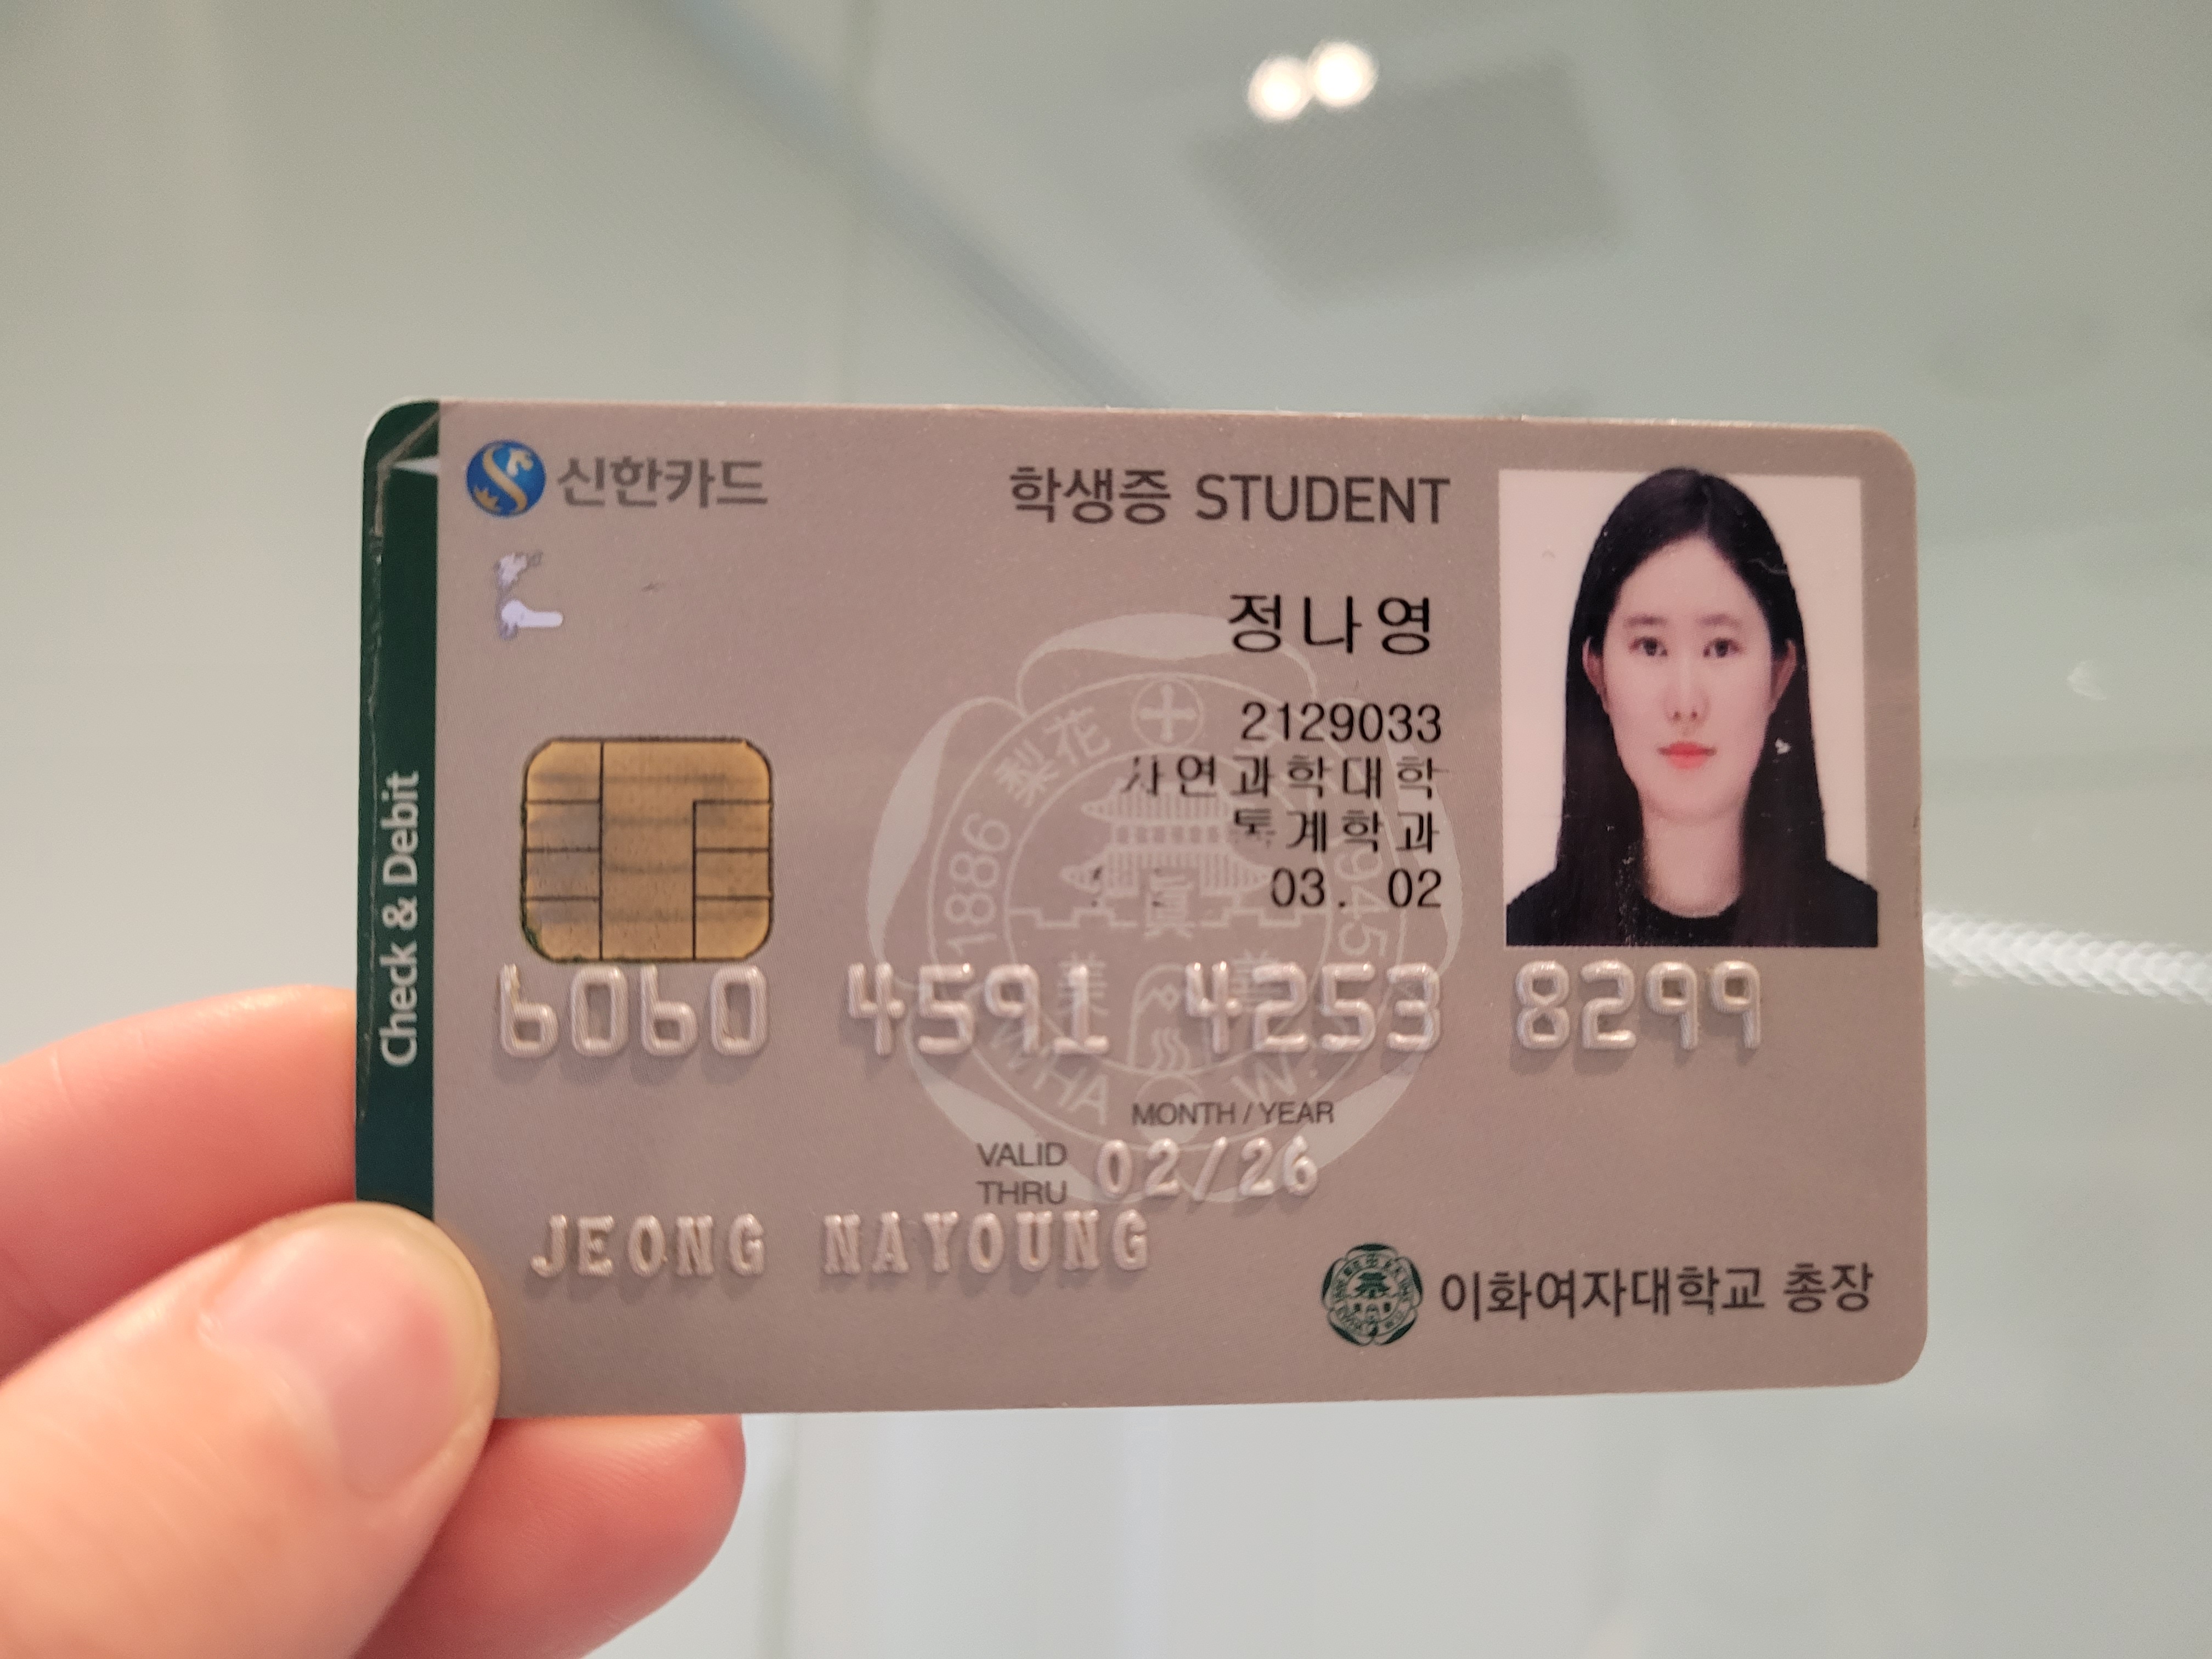 신한카드
학생증 STUDENT
정나영
2129033
자연과학대학
통계학과
03. 02
Check & Debit
1886 梨花
1945
6060 4591 4253 8299
MONTH / YEAR
VALID THRU 02/26
JEONG NAYOUNG
이화여자대학교 총장